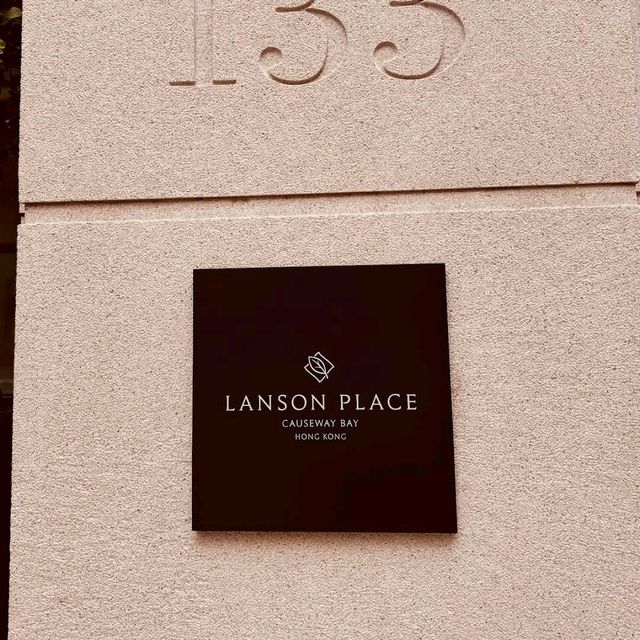 133
LANSON PLACE
CAUSEWAY BAY
HONG KONG